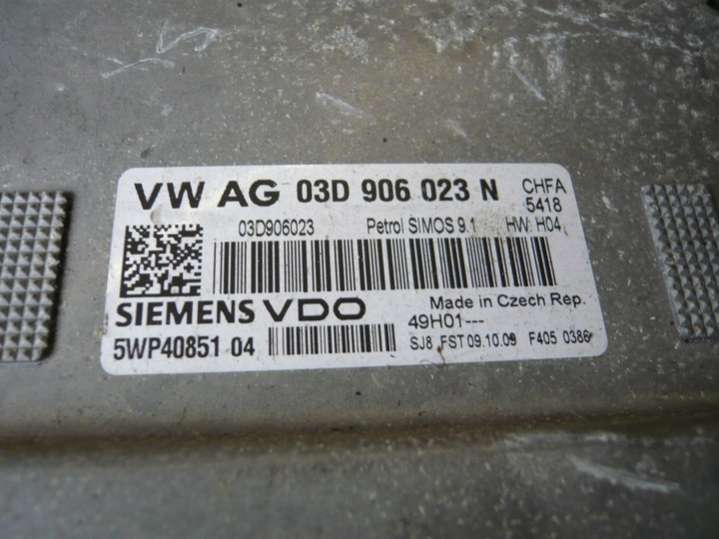 VW AG 03D 906 023 N CHFA
5418
03D906023 Petrol SIMOS 9.1 HW: H04
SIEMENS VDO Made in Czech Rep.
49H01---
5WP40851 04 SJ8 FST 09.10.09 F405 0386